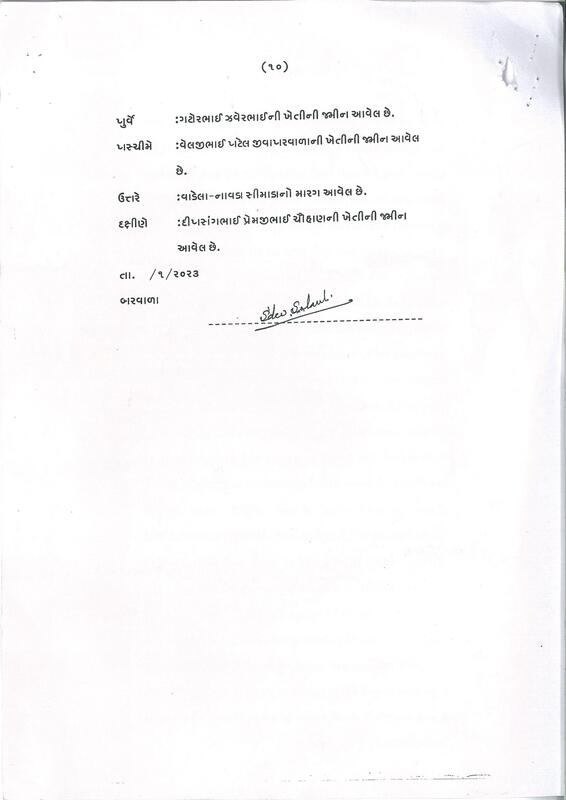 (૧૦)
પુર્વે :ગટોરભાઈ ઝવેરભાઈની ખેતીની જમીન આવેલ છે.
પશ્ચીમે :વેલજીભાઈ પટેલ જીવાપરવાળાની ખેતીની જમીન આવેલ
છે.
ઉત્તરે :વાડેલા-નાવડા સીમાડાનો મારગ આવેલ છે.
દક્ષીણે :દીપસંગભાઈ પ્રેમજીભાઈ ચૌહાણની ખેતીની જમીન
આવેલ છે.
તા. /૧/૨૦૨૩
બરવાળા